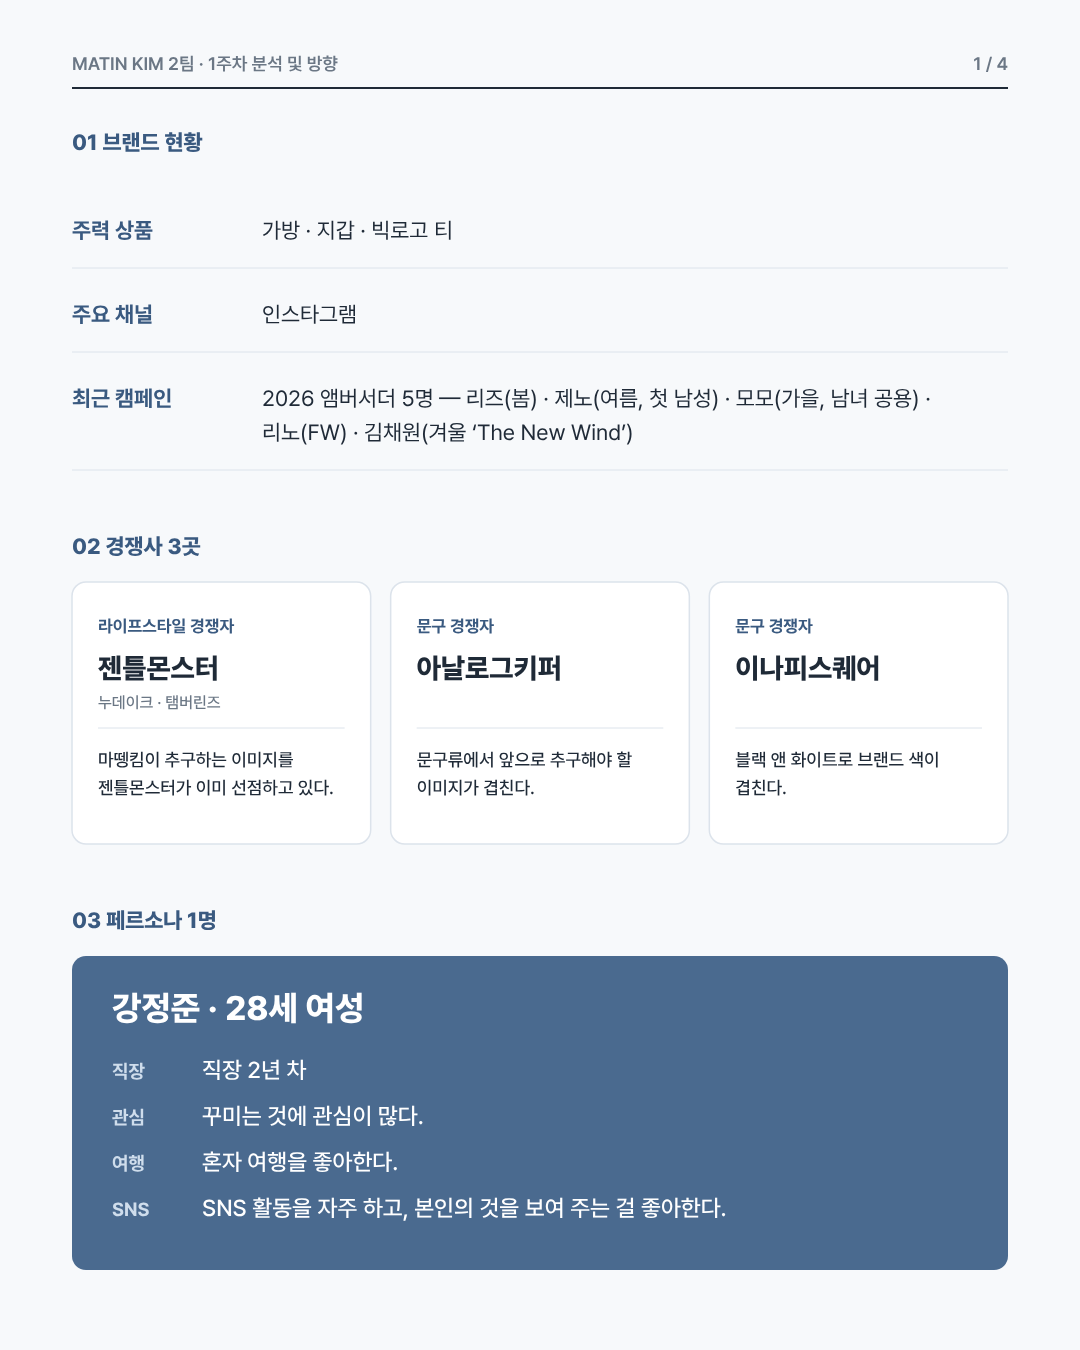 MATIN KIM 2팀 · 1주차 분석 및 방향
1 / 4
01 브랜드 현황
주력 상품
가방 · 지갑 · 빅로고 티
주요 채널
인스타그램
최근 캠페인
2026 앰버서더 5명 — 리즈(봄) · 제노(여름, 첫 남성) · 모모(가을, 남녀 공용) ·
리노(FW) · 김채원(겨울 ‘The New Wind’)
02 경쟁사 3곳
라이프스타일 경쟁자
젠틀몬스터
누데이크 · 탬버린즈
마뗑킴이 추구하는 이미지를
젠틀몬스터가 이미 선점하고 있다.
문구 경쟁자
아날로그키퍼
문구류에서 앞으로 추구해야 할
이미지가 겹친다.
문구 경쟁자
이나피스퀘어
블랙 앤 화이트로 브랜드 색이
겹친다.
03 페르소나 1명
강정준 · 28세 여성
직장
직장 2년 차
관심
꾸미는 것에 관심이 많다.
여행
혼자 여행을 좋아한다.
SNS
SNS 활동을 자주 하고, 본인의 것을 보여 주는 걸 좋아한다.